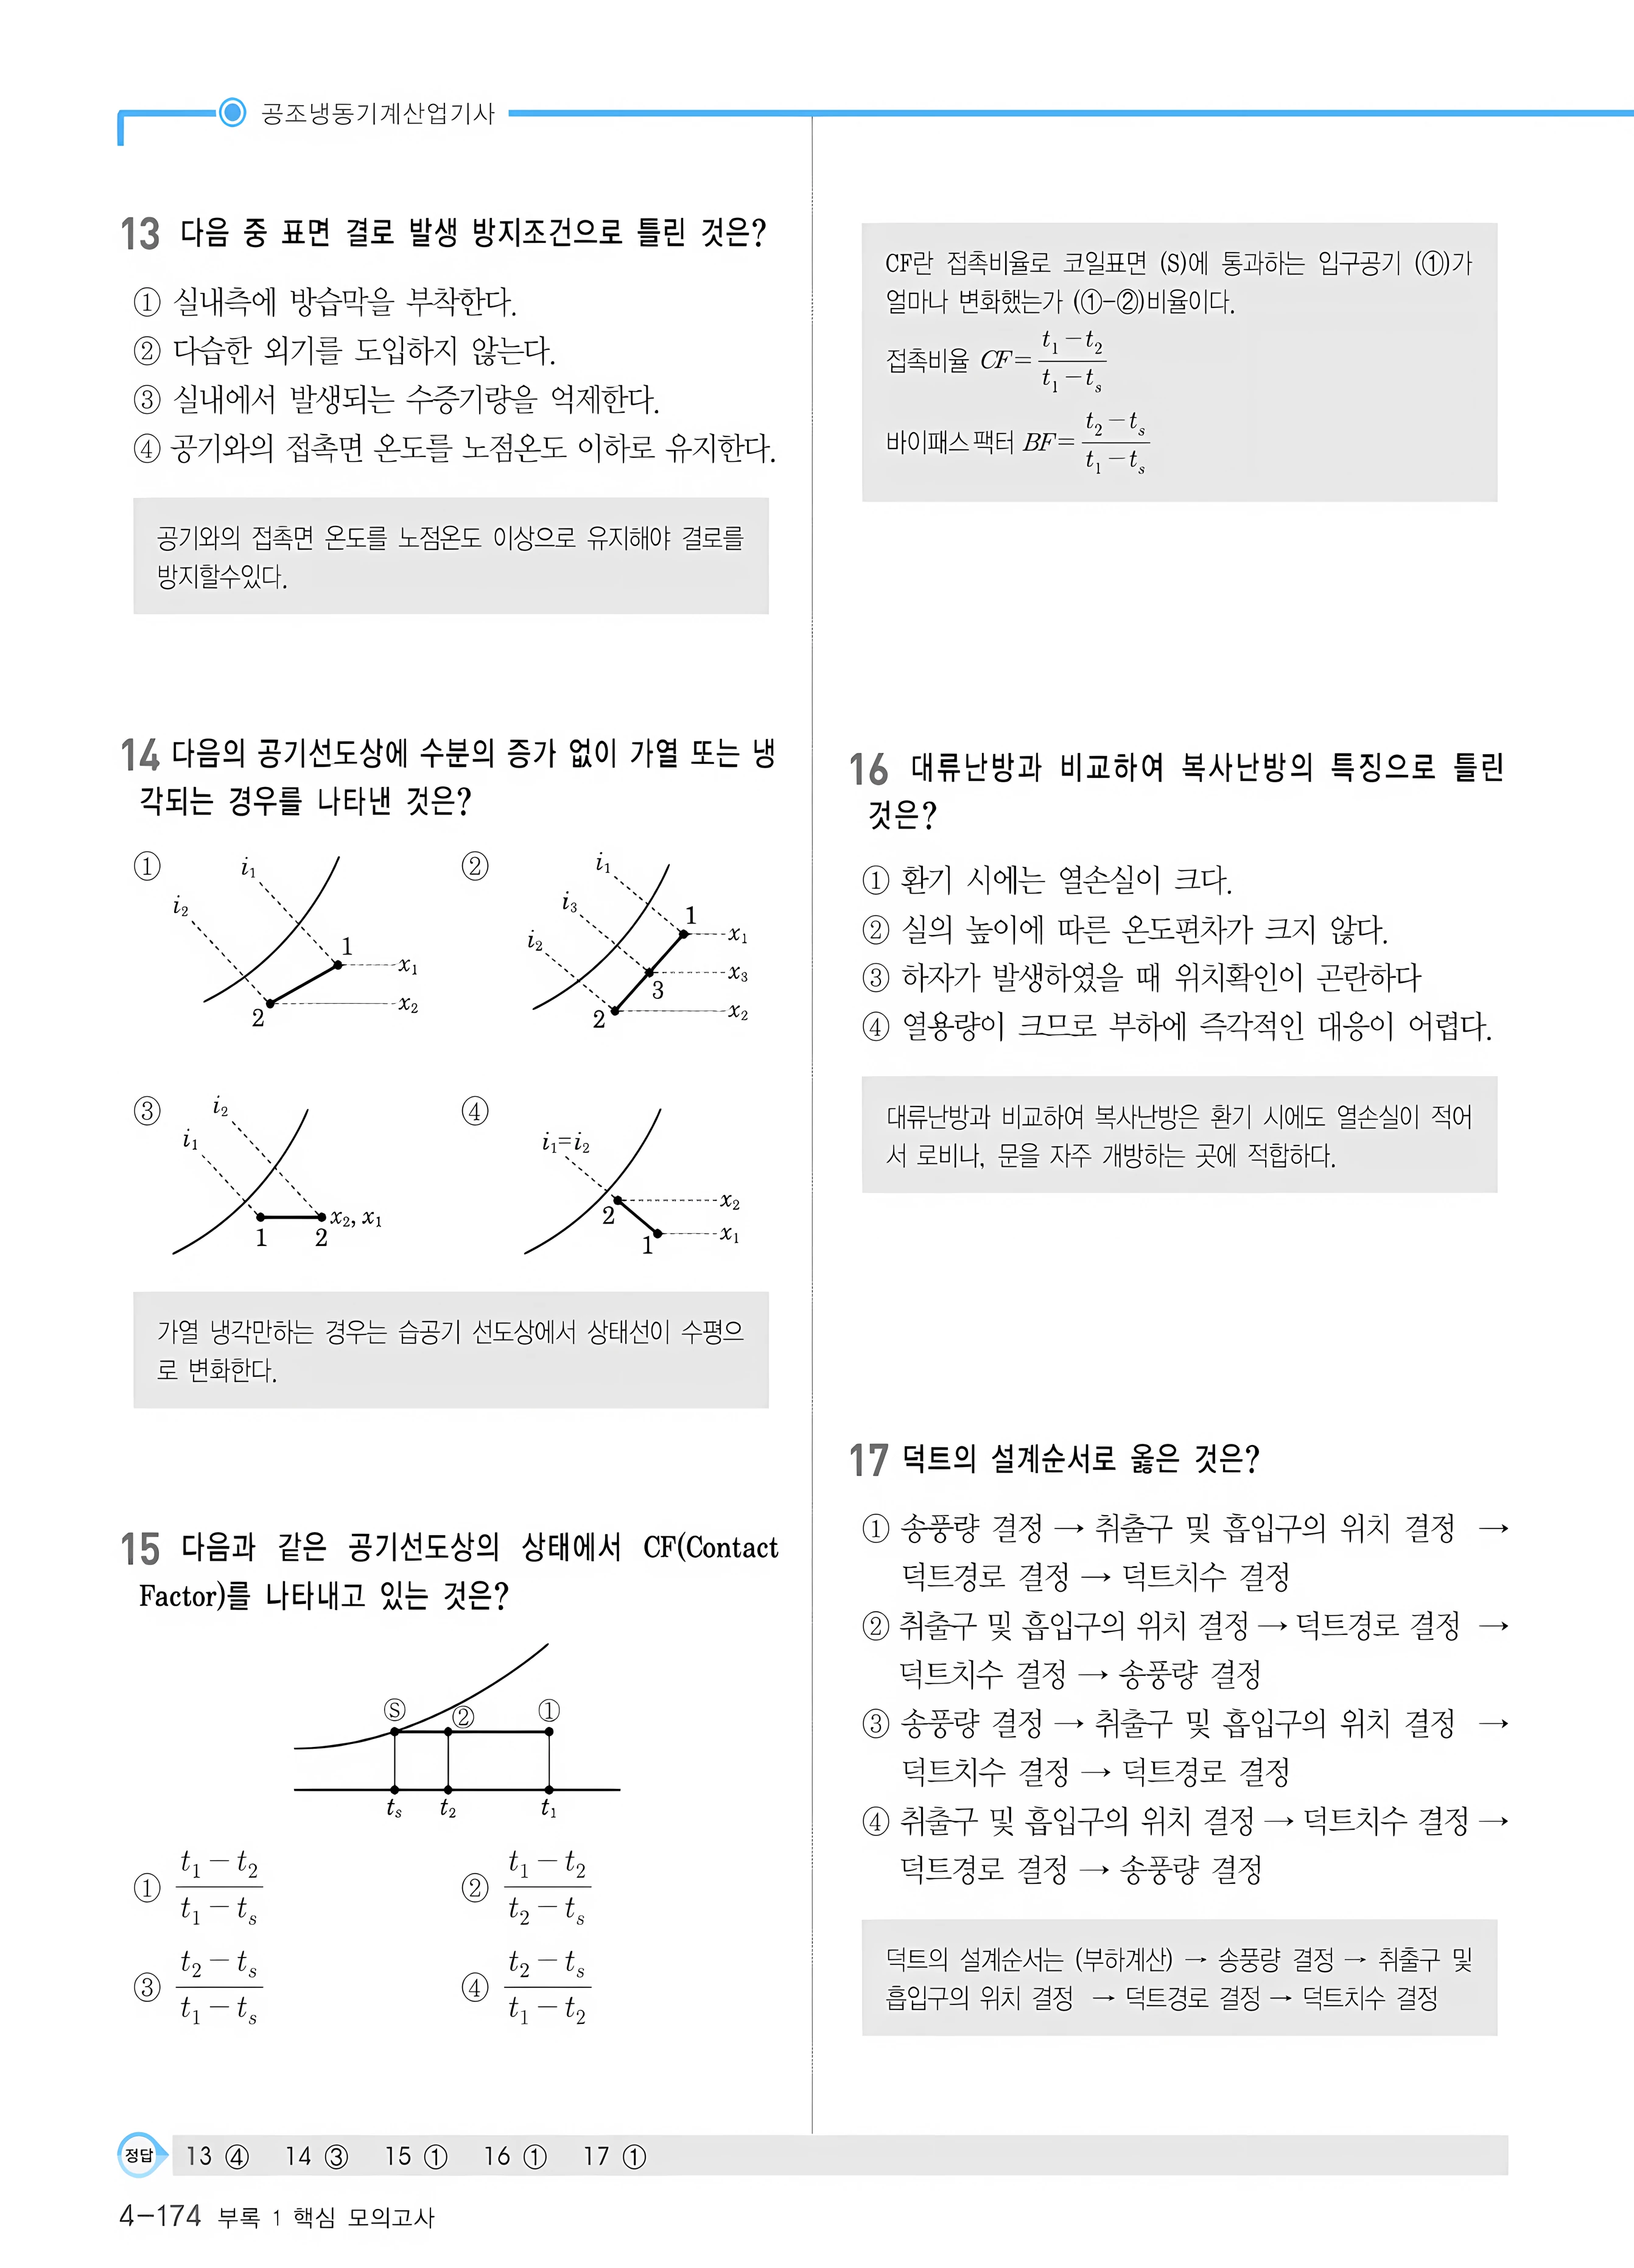 공조냉동기계산업기사
13 다음 중 표면 결로 발생 방지조건으로 틀린 것은?
① 실내측에 방습막을 부착한다.
② 다습한 외기를 도입하지 않는다.
③ 실내에서 발생되는 수증기량을 억제한다.
④ 공기와의 접촉면 온도를 노점온도 이하로 유지한다.
공기와의 접촉면 온도를 노점온도 이상으로 유지해야 결로를
방지할수있다.
14 다음의 공기선도상에 수분의 증가 없이 가열 또는 냉
각되는 경우를 나타낸 것은?
① i₁ i₂ 1 2 x₁ x₂
② i₁ i₃ i₂ 1 3 2 x₁ x₃ x₂
③ i₂ i₁ 1 2 x₂, x₁
④ i₁=i₂ 2 1 x₂ x₁
가열 냉각만하는 경우는 습공기 선도상에서 상태선이 수평으
로 변화한다.
15 다음과 같은 공기선도상의 상태에서 CF(Contact
Factor)를 나타내고 있는 것은?
Ⓢ ② ①
tₛ t₂ t₁
① (t₁ − t₂)/(t₁ − tₛ)
② (t₁ − t₂)/(t₂ − tₛ)
③ (t₂ − tₛ)/(t₁ − tₛ)
④ (t₂ − tₛ)/(t₁ − t₂)
CF란 접촉비율로 코일표면 (S)에 통과하는 입구공기 (①)가
얼마나 변화했는가 (①-②)비율이다.
접촉비율 CF = (t₁ − t₂)/(t₁ − tₛ)
바이패스 팩터 BF = (t₂ − tₛ)/(t₁ − tₛ)
16 대류난방과 비교하여 복사난방의 특징으로 틀린
것은?
① 환기 시에는 열손실이 크다.
② 실의 높이에 따른 온도편차가 크지 않다.
③ 하자가 발생하였을 때 위치확인이 곤란하다
④ 열용량이 크므로 부하에 즉각적인 대응이 어렵다.
대류난방과 비교하여 복사난방은 환기 시에도 열손실이 적어
서 로비나, 문을 자주 개방하는 곳에 적합하다.
17 덕트의 설계순서로 옳은 것은?
① 송풍량 결정 → 취출구 및 흡입구의 위치 결정 →
덕트경로 결정 → 덕트치수 결정
② 취출구 및 흡입구의 위치 결정 → 덕트경로 결정 →
덕트치수 결정 → 송풍량 결정
③ 송풍량 결정 → 취출구 및 흡입구의 위치 결정 →
덕트치수 결정 → 덕트경로 결정
④ 취출구 및 흡입구의 위치 결정 → 덕트치수 결정 →
덕트경로 결정 → 송풍량 결정
덕트의 설계순서는 (부하계산) → 송풍량 결정 → 취출구 및
흡입구의 위치 결정 → 덕트경로 결정 → 덕트치수 결정
정답 13 ④ 14 ③ 15 ① 16 ① 17 ①
4-174 부록 1 핵심 모의고사